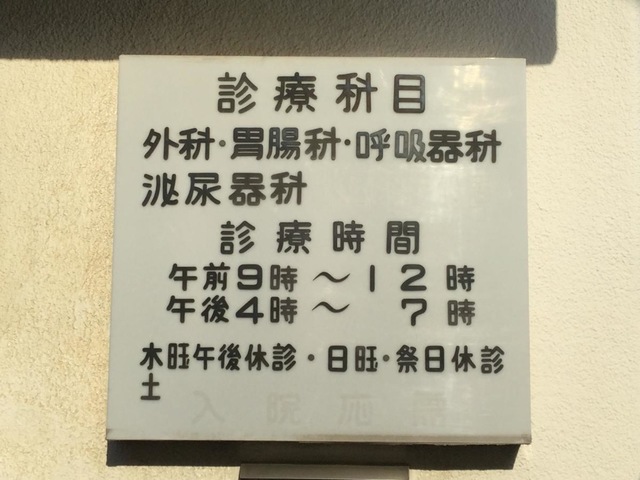 診療科目
外科・胃腸科・呼吸器科
泌尿器科
診療時間
午前9時～12時
午後4時～ 7時
木旺午後休診・日旺・祭日休診
土